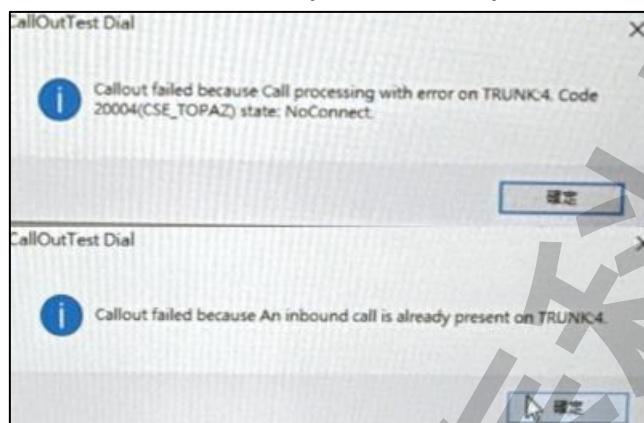 CallOutTest Dial
Callout failed because Call processing with error on TRUNK:4. Code
20004(CSE_TOPAZ) state: NoConnect.
確定
CallOutTest Dial
Callout failed because An inbound call is already present on TRUNK:4.
確定